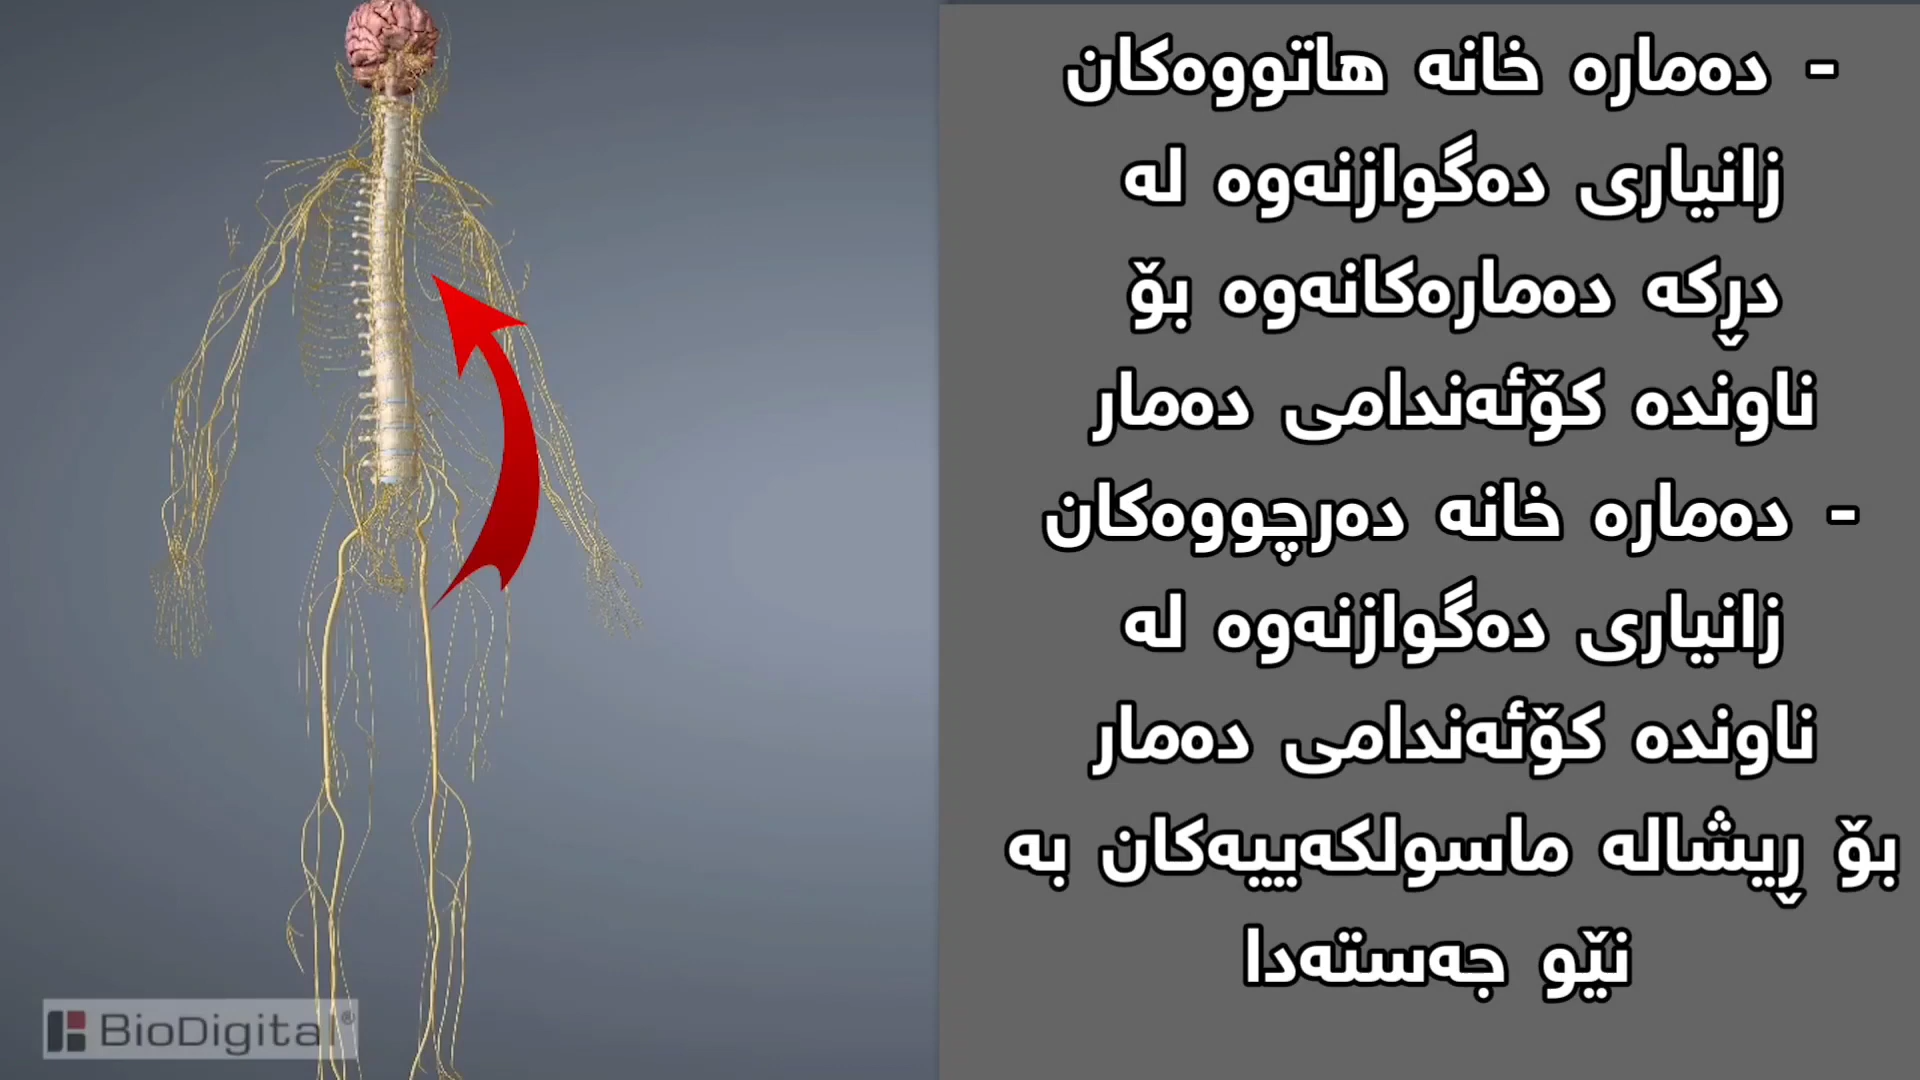 - دەمارە خانە هاتووەکان
زانیاری دەگوازنەوە لە
دڕکە دەمارەکانەوە بۆ
ناوندە کۆئەندامی دەمار
- دەمارە خانە دەرچووەکان
زانیاری دەگوازنەوە لە
ناوندە کۆئەندامی دەمار
بۆ ڕیشالە ماسولکەییەکان بە
نێو جەستەدا
BioDigital®